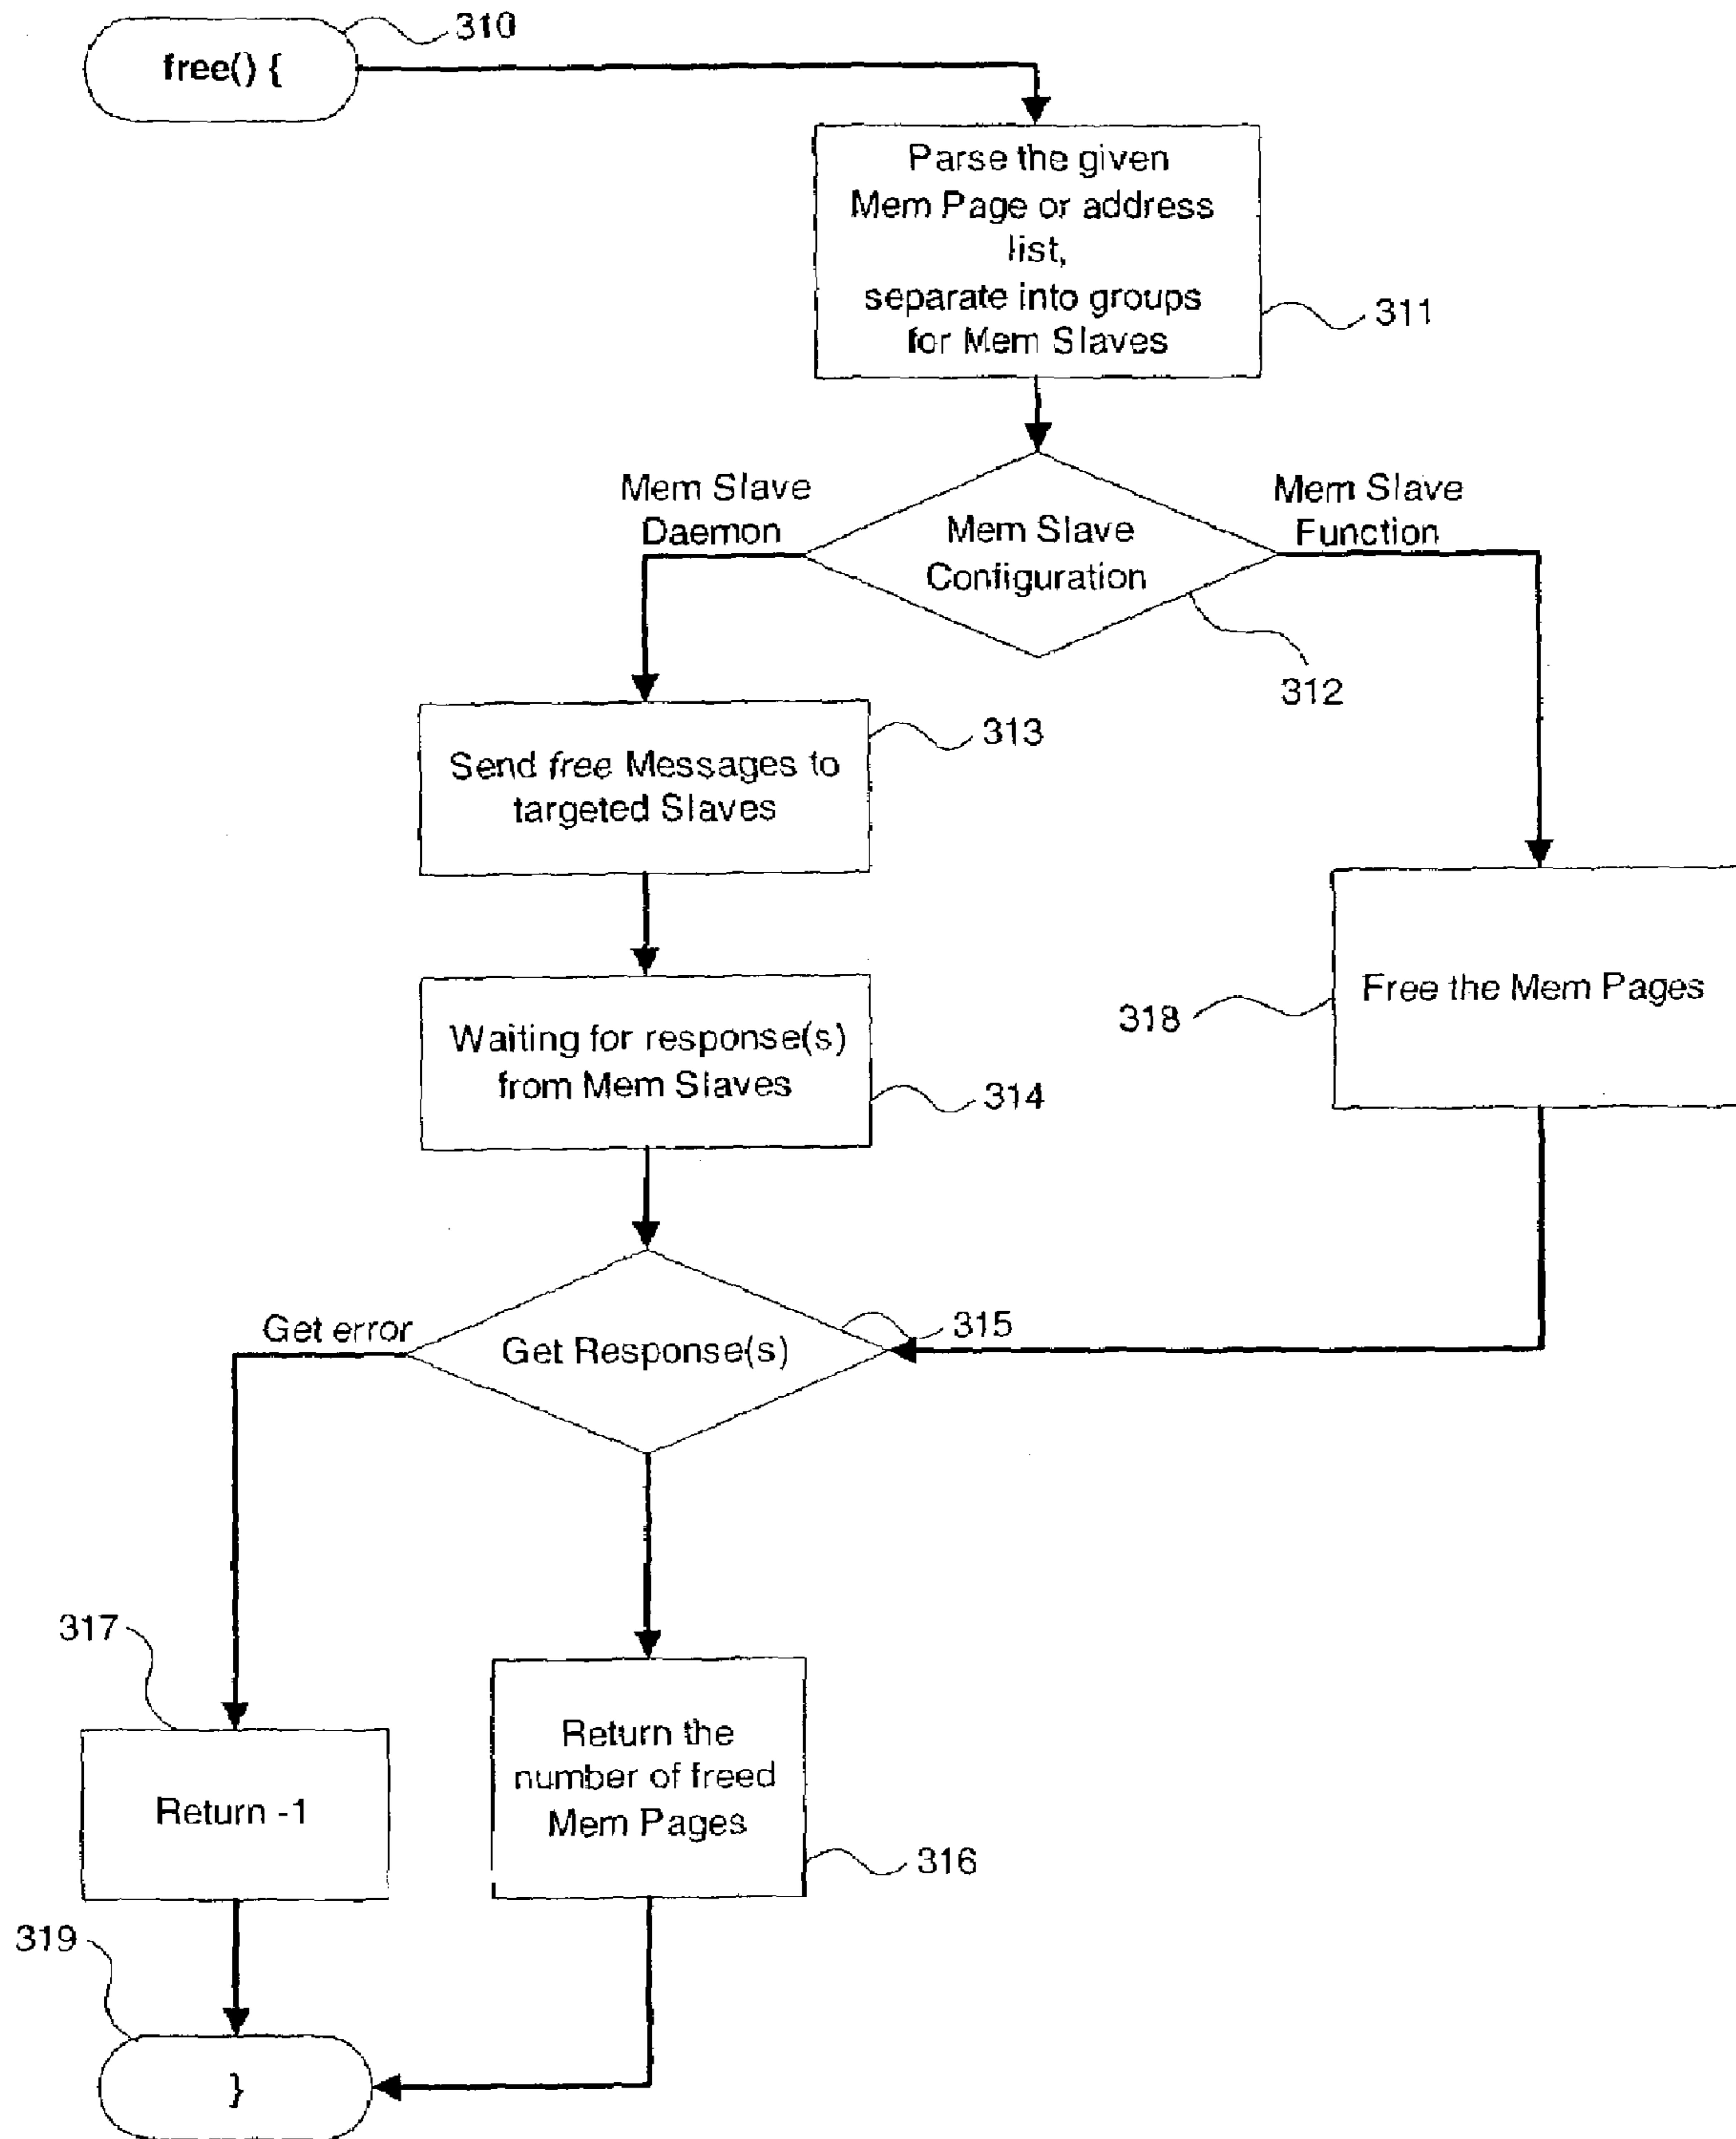 310
free() {
Parse the given
Mem Page or address
list,
separate into groups
for Mem Slaves
311
Mem Slave
Daemon
Mem Slave
Configuration
Mem Slave
Function
312
313
Send free Messages to
targeted Slaves
318
Free the Mem Pages
Waiting for response(s)
from Mem Slaves
314
Get error
Get Response(s)
315
317
Return -1
Return the
number of freed
Mem Pages
316
319
}